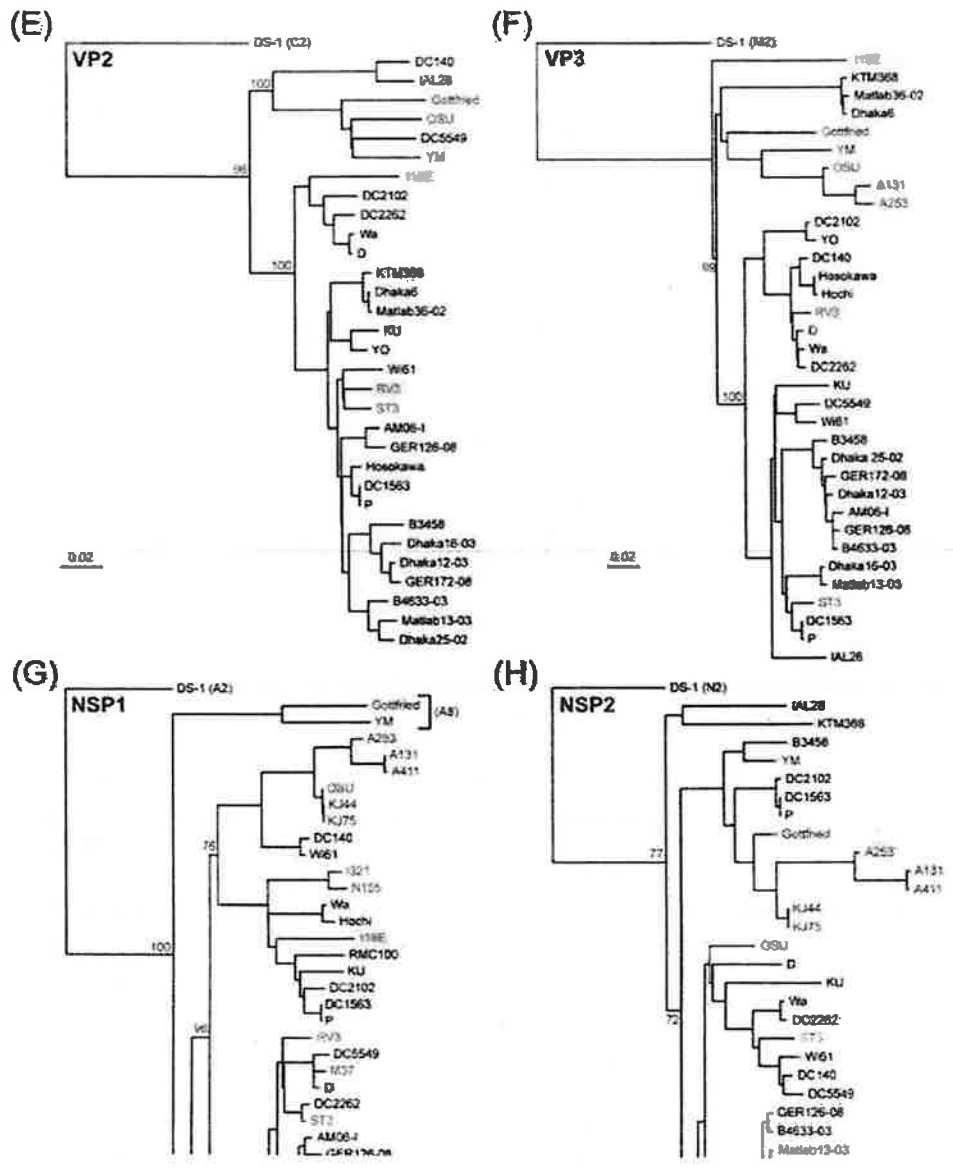 (E)
VP2
DS-1 (C2)
DC140
IAL28
Gottfried
OSU
DC5549
YM
DC2102
DC2262
Wa
D
KTM368
Dhaka6
Matlab36-02
KU
YO
Wi61
RV3
ST3
AM06-I
GER126-08
Hosokawa
DC1563
P
B3458
Dhaka16-03
Dhaka12-03
GER172-08
B4633-03
Matlab13-03
Dhaka25-02
100
96
100
0.02
(F)
VP3
DS-1 (M2)
KTM368
Matlab36-02
Dhaka6
Gottfried
YM
OSU
A131
A253
DC2102
YO
DC140
Hosokawa
Hochi
RV3
D
Wa
DC2262
KU
DC5549
Wi61
B3458
Dhaka 25-02
GER172-08
Dhaka12-03
AM06-I
GER126-08
B4633-03
Dhaka16-03
Matlab13-03
ST3
DC1563
P
IAL28
100
0.02
(G)
NSP1
DS-1 (A2)
Gottfried
YM
(A8)
A253
A131
A411
OSU
KJ44
KJ75
DC140
Wi61
N155
Wa
Hochi
RMC100
KU
DC2102
DC1563
P
RV3
DC5549
M37
D
DC2262
ST3
AM06-I
GER126-08
100
75
96
(H)
NSP2
DS-1 (N2)
IAL28
KTM368
B3458
YM
DC2102
DC1563
P
Gottfried
A253
A131
A411
KJ44
KJ75
OSU
D
KU
Wa
DC2262
ST3
Wi61
DC140
DC5549
GER126-08
B4633-03
Matlab13-03
77
72